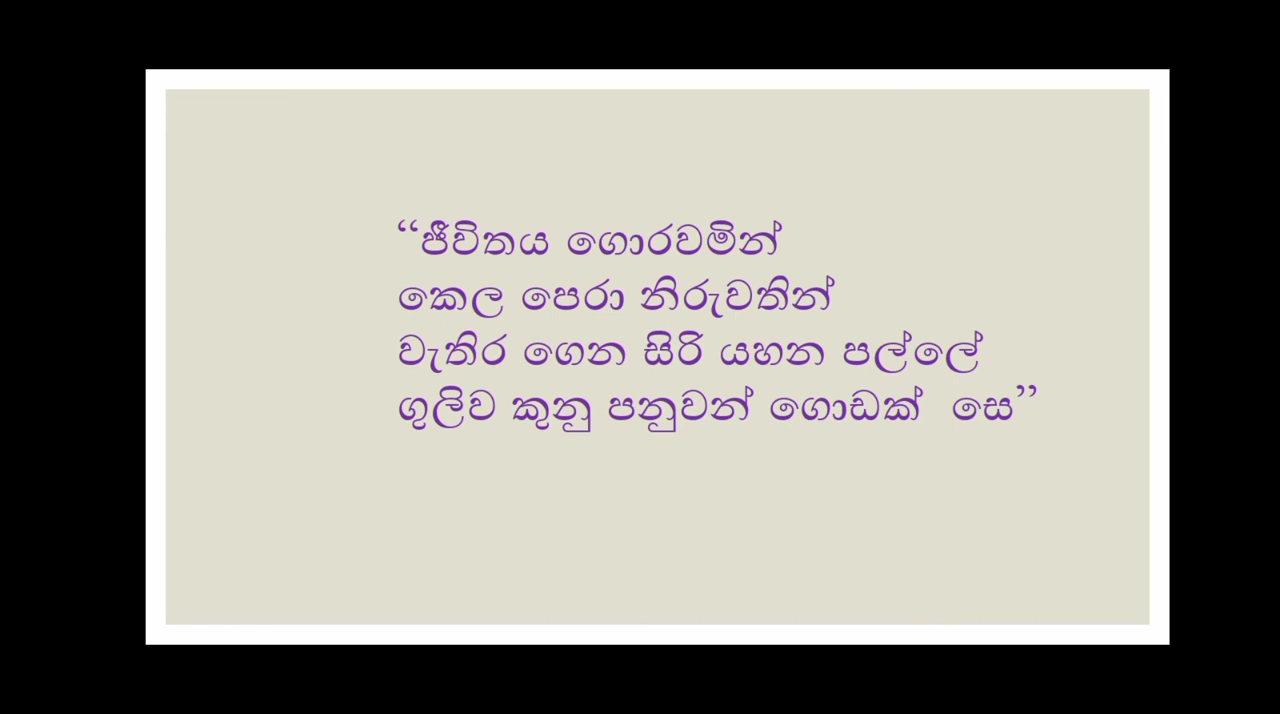 ‘‘ජීවිතය ගොරවමින්
කෙල පෙරා නිරුවතින්
වැතිර ගෙන සිරි යහන පල්ලේ
ගුලිව කුනු පනුවන් ගොඩක්  සෙ’’